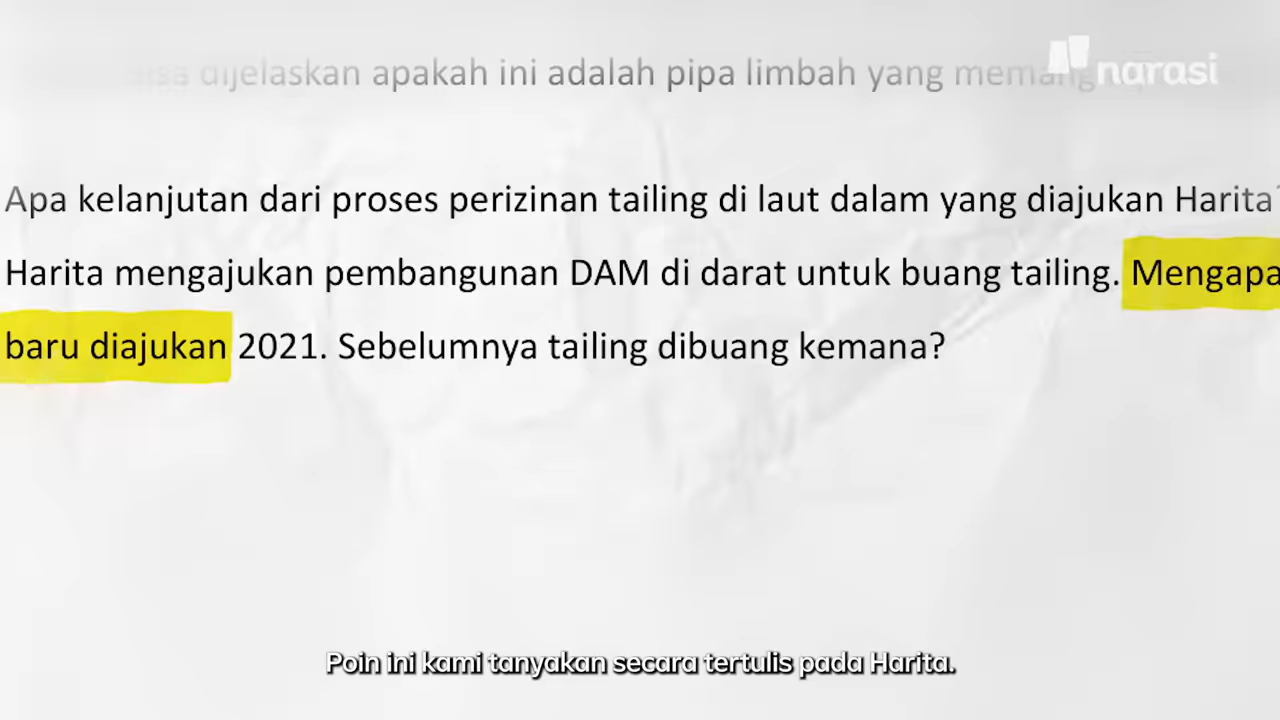 dijelaskan apakah ini adalah pipa limbah yang memang
narasi
Apa kelanjutan dari proses perizinan tailing di laut dalam yang diajukan Harita?
Harita mengajukan pembangunan DAM di darat untuk buang tailing. Mengapa
baru diajukan 2021. Sebelumnya tailing dibuang kemana?
Poin ini kami tanyakan secara tertulis pada Harita.